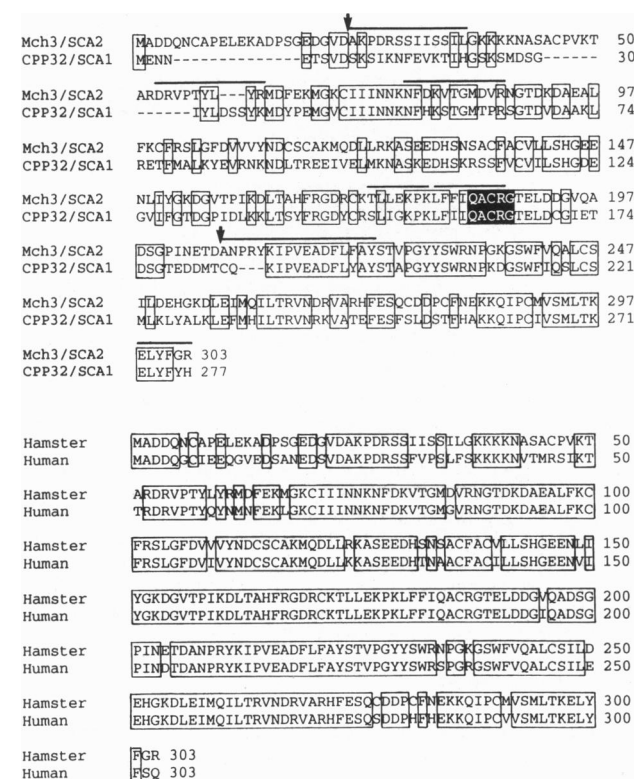 Mch3/SCA2 MADDQNCAPELEKADPSGEDGVDAKPDRSSIISSILGKKKKNASACPVKT 50
CPP32/SCA1 MENN--------------ETSVDSKSIKNFEVKTIHGSKSMDSG------ 30
Mch3/SCA2 ARDRVPTYL---YRMDFEKMGKCIIINNKNFDKVTGMDVRNGTDKDAEAL 97
CPP32/SCA1 ------IYLDSSYKMDYPEMGKCIIINNKNFHKSTGMTPRSGTDVDAAKL 74
Mch3/SCA2 FKCFRSLGFDVVVYNDCSCAKMQDLLRKASEEDHSNSACFACVLLSHGEE 147
CPP32/SCA1 RETFMALKYEVRNKNDLTREEIVELMKNASKEDHSKRSSFVCVILSHGDE 124
Mch3/SCA2 NLIYGKDGVTPIKDLTAHFRGDRCKTLLEKPKLFFIQACRGTELDDGVQA 197
CPP32/SCA1 GVIFGTDGPIDLKKLTSYFRGDYCRSLIGKPKLFIIQACRGTELDCGIET 174
Mch3/SCA2 DSGPINETDANPRYKIPVEADFLFAYSTVPGYYSWRNPGKGSWFVQALCS 247
CPP32/SCA1 DSGTEDDMTCQ---KIPVEADFLYAYSTAPGYYSWRNPKDGSWFIQSLCS 221
Mch3/SCA2 ILDEHGKDLEIMQILTRVNDRVARHFESQCDDPCFNEKKQIPCMVSMLTK 297
CPP32/SCA1 MLKLYALKLEFMHILTRVNRKVATEFESFSLDSTFHAKKQIPCIVSMLTK 271
Mch3/SCA2 ELYFGR 303
CPP32/SCA1 ELYFYH 277
Hamster MADDQNCAPELEKADPSGEDGVDAKPDRSSIISSILGKKKKNASACPVKT 50
Human MADDQGCIEEQGVEDSANEDSVDAKPDRSSFVPSLFSKKKKNVTMRSIKT 50
Hamster ARDRVPTYLYRMDFEKMGKCIIINNKNFDKVTGMDVRNGTDKDAEALFKC 100
Human TRDRVPTYQYNMNFEKLGKCIIINNKNFDKVTGMGVRNGTDKDAEALFKC 100
Hamster FRSLGFDVVVYNDCSCAKMQDLLRKASEEDHSNSACFACVLLSHGEENLI 150
Human FRSLGFDVIVYNDCSCAKMQDLLKKASEEDHTNAACFACILLSHGEENVI 150
Hamster YGKDGVTPIKDLTAHFRGDRCKTLLEKPKLFFIQACRGTELDDGVQADSG 200
Human YGKDGVTPIKDLTAHFRGDRCKTLLEKPKLFFIQACRGTELDDGIQADSG 200
Hamster PINETDANPRYKIPVEADFLFAYSTVPGYYSWRNPGKGSWFVQALCSILD 250
Human PINDTDANPRYKIPVEADFLFAYSTVPGYYSWRSPGRGSWFVQALCSILE 250
Hamster EHGKDLEIMQILTRVNDRVARHFESQCDDPCFNEKKQIPCMVSMLTKELY 300
Human EHGKDLEIMQILTRVNDRVARHFESQSDDPHFHEKKQIPCVVSMLTKELY 300
Hamster FGR 303
Human FSQ 303